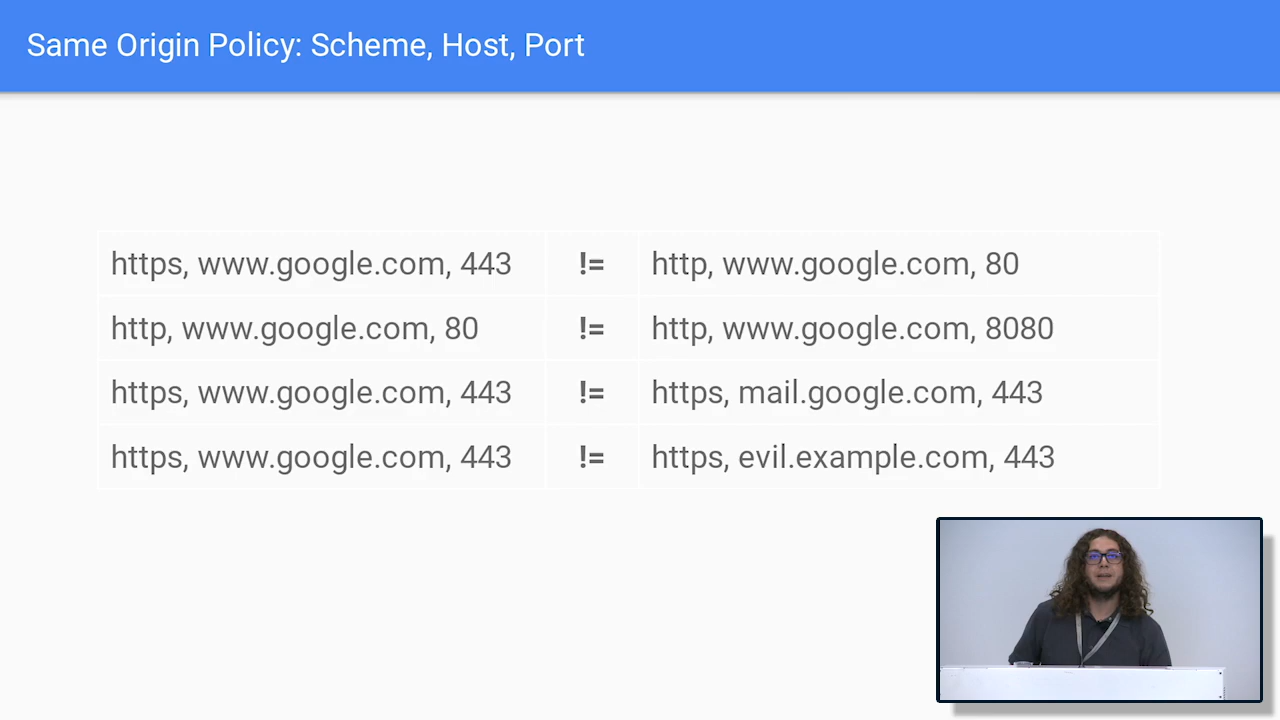 Same Origin Policy: Scheme, Host, Port
https, www.google.com, 443 != http, www.google.com, 80
http, www.google.com, 80 != http, www.google.com, 8080
https, www.google.com, 443 != https, mail.google.com, 443
https, www.google.com, 443 != https, evil.example.com, 443